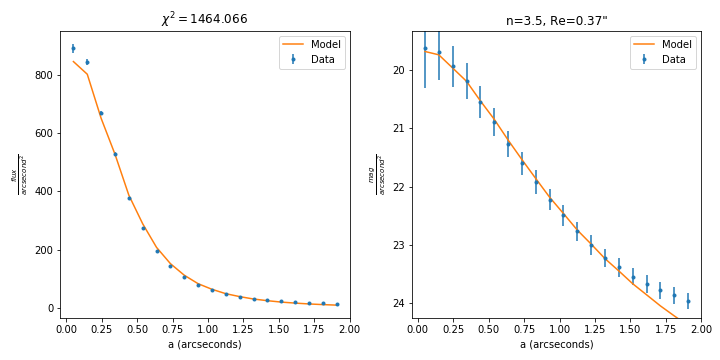 χ² = 1464.066
Model
Data
800
600
400
200
0
flux
arcsecond²
0.00 0.25 0.50 0.75 1.00 1.25 1.50 1.75 2.00
a (arcseconds)
n=3.5, Re=0.37"
Model
Data
20
21
22
23
24
mag
arcsecond²
0.00 0.25 0.50 0.75 1.00 1.25 1.50 1.75 2.00
a (arcseconds)